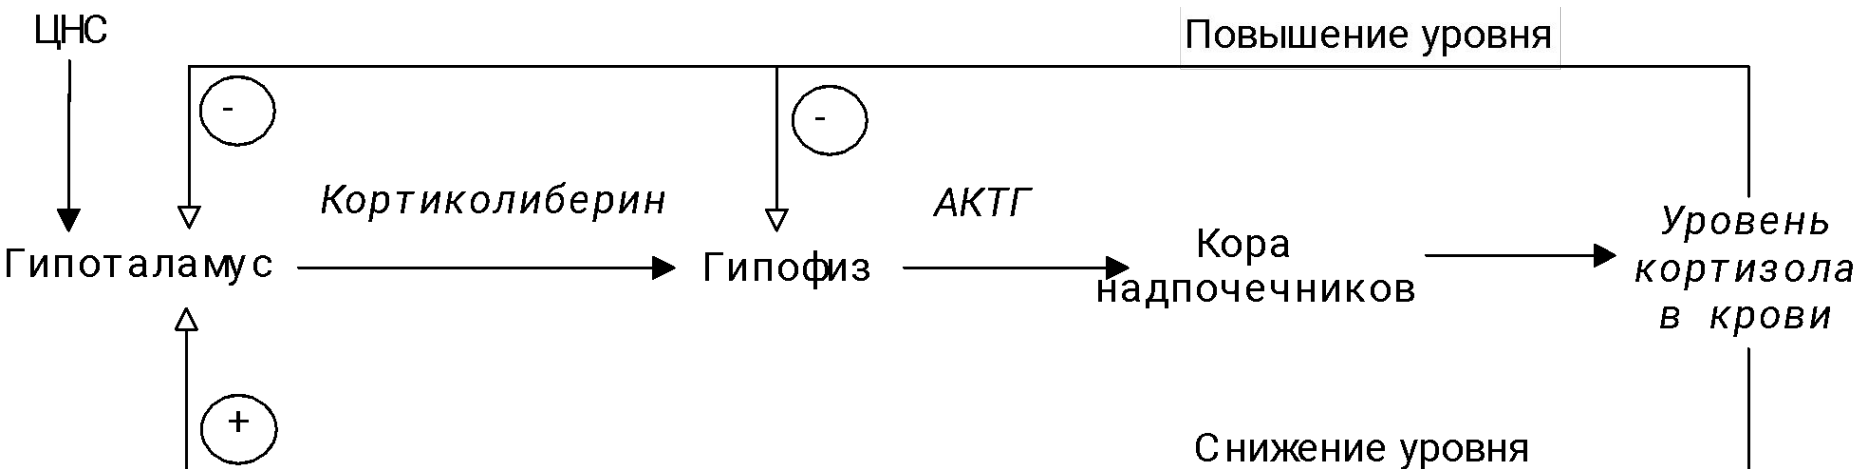 ЦНС
Повышение уровня
-
-
Кортиколиберин
АКТГ
Гипоталамус
Гипофиз
Кора
надпочечников
Уровень
кортизола
в крови
+
Снижение уровня